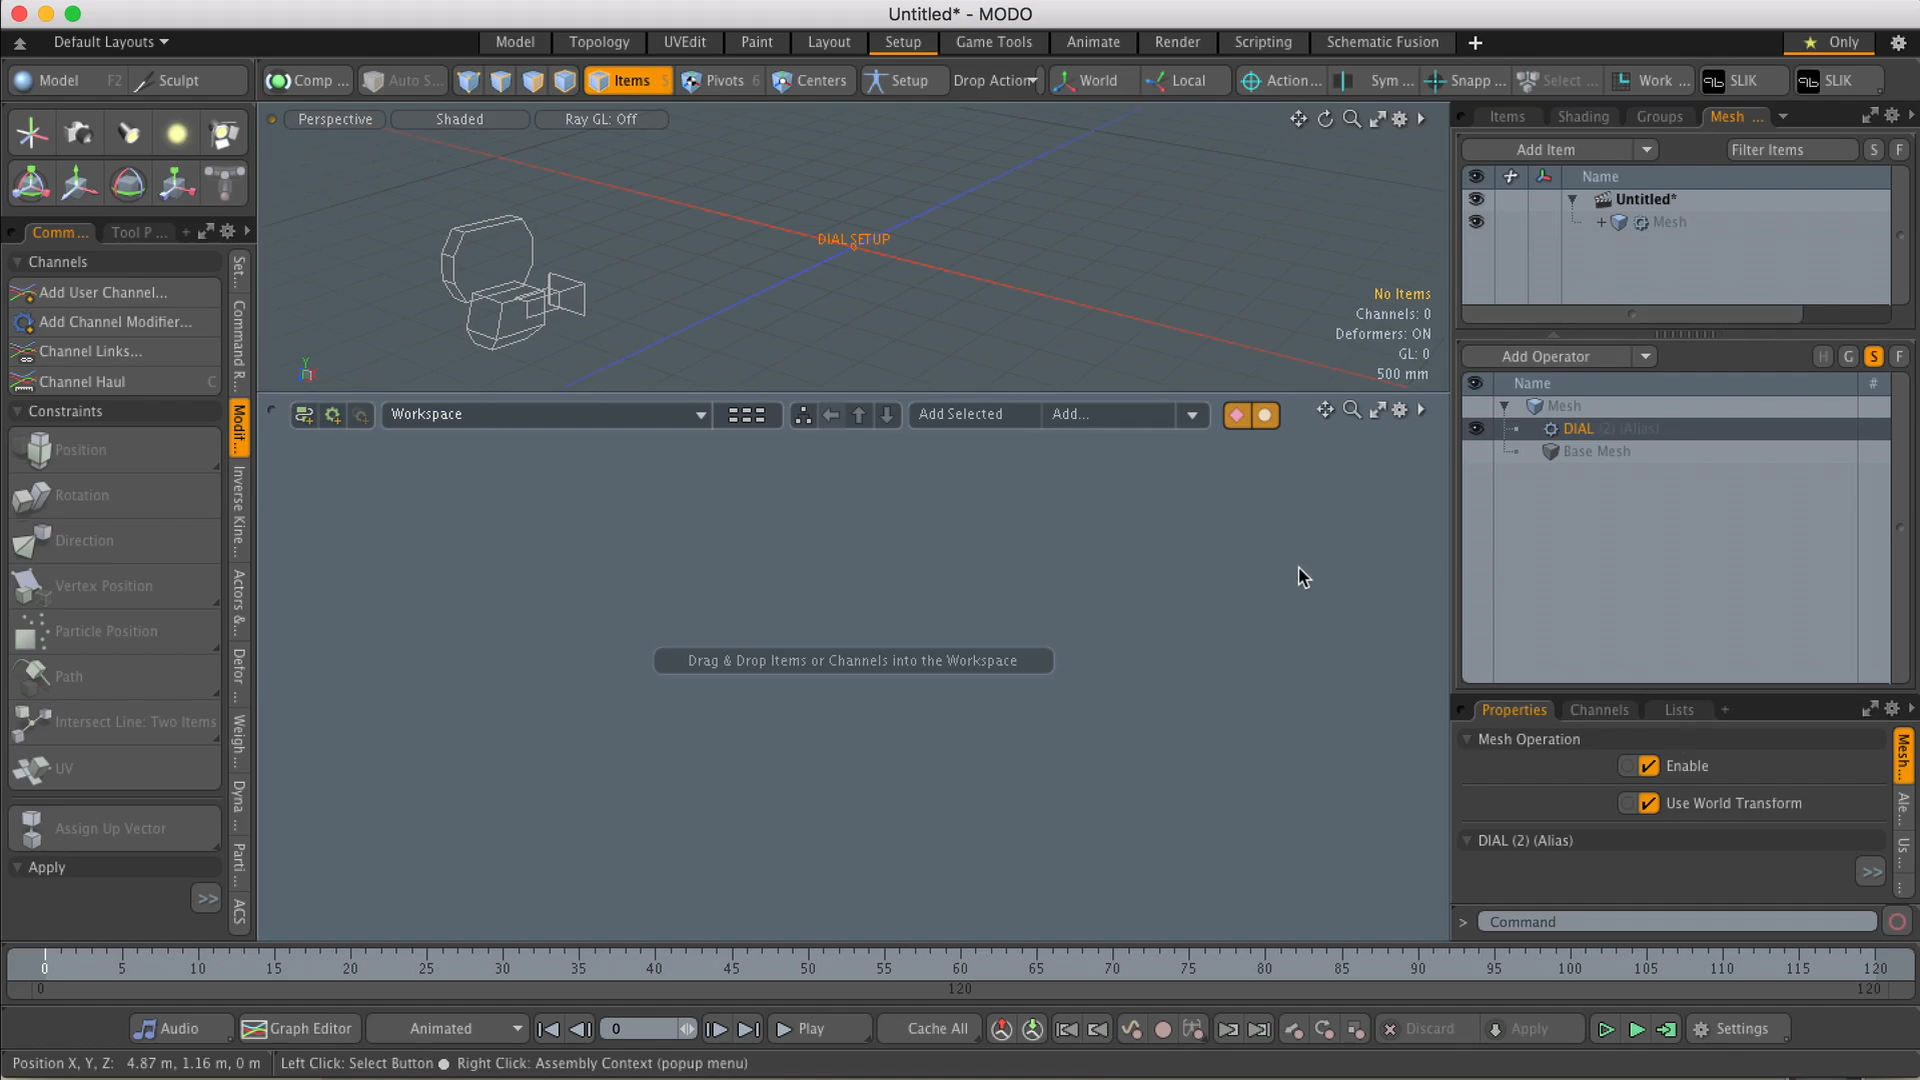 Untitled* - MODO
Default Layouts
Model
Topology
UVEdit
Paint
Layout
Setup
Game Tools
Animate
Render
Scripting
Schematic Fusion
Only
Model F2
Sculpt
Comp ...
Auto S...
Items 5
Pivots 6
Centers
Setup
Drop Action
World
Local
Action...
Sym ...
Snapp ...
Select ...
Work ...
SLIK
SLIK
Perspective
Shaded
Ray GL: Off
Items
Shading
Groups
Mesh ...
Add Item
Filter Items
S
F
Name
Untitled*
Mesh
DIAL SETUP
No Items
Channels: 0
Deformers: ON
GL: 0
500 mm
Y
Comm...
Tool P ...
Channels
Add User Channel...
Add Channel Modifier...
Channel Links...
Channel Haul C
Constraints
Position
Rotation
Direction
Vertex Position
Particle Position
Path
Intersect Line: Two Items
UV
Assign Up Vector
Apply
>>
Set...
Command R...
Modif...
Inverse Kine...
Actors &...
Defor ...
Weigh ...
Dyna ...
Parti ...
ACS
Workspace
Add Selected
Add...
Drag & Drop Items or Channels into the Workspace
Add Operator
H
G
S
F
Name
#
Mesh
DIAL (2) (Alias)
Base Mesh
Properties
Channels
Lists
Mesh Operation
Enable
Use World Transform
DIAL (2) (Alias)
>>
Mesh...
Ale...
Us ...
...
> Command
0 5 10 15 20 25 30 35 40 45 50 55 60 65 70 75 80 85 90 95 100 105 110 115 120
0 120 120
Audio
Graph Editor
Animated
0
Play
Cache All
Discard
Apply
Settings
Position X, Y, Z: 4.87 m, 1.16 m, 0 m
Left Click: Select Button ● Right Click: Assembly Context (popup menu)